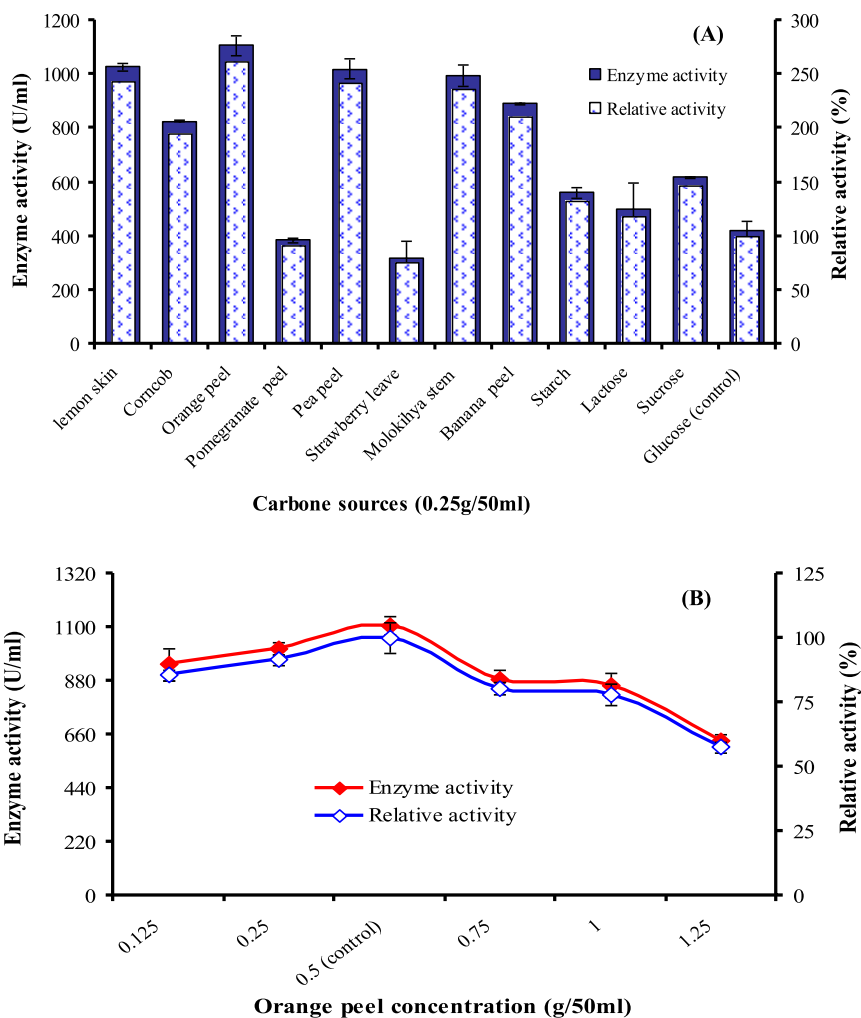 (A)
Enzyme activity
Relative activity
Enzyme activity (U/ml)
1200
1000
800
600
400
200
0
Relative activity (%)
300
250
200
150
100
50
0
lemon skin
Corncob
Orange peel
Pomegranate peel
Pea peel
Strawberry leave
Molokihya stem
Banana peel
Starch
Lactose
Sucrose
Glucose (control)
Carbone sources (0.25g/50ml)
(B)
Enzyme activity (U/ml)
1320
1100
880
660
440
220
0
Relative activity (%)
125
100
75
50
25
0
Enzyme activity
Relative activity
0.125
0.25
0.5 (control)
0.75
1
1.25
Orange peel concentration (g/50ml)